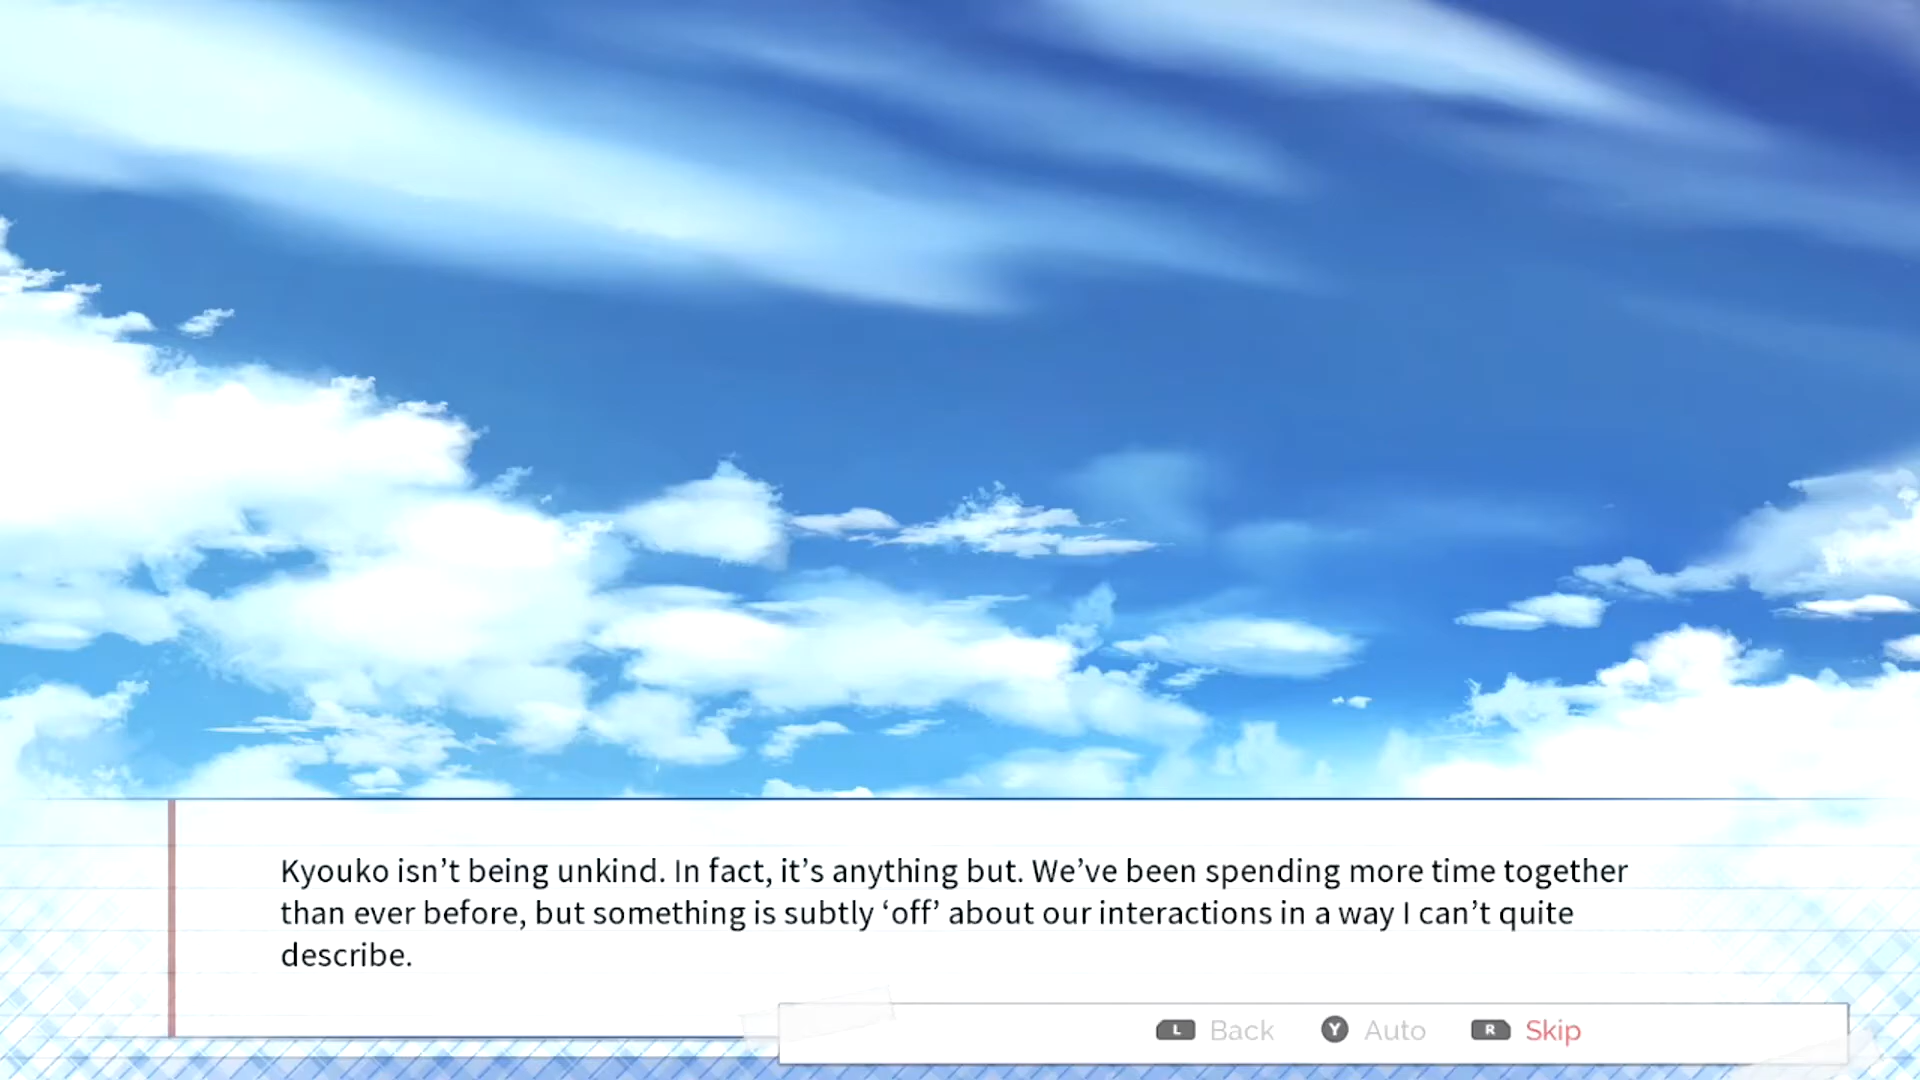 Kyouko isn’t being unkind. In fact, it’s anything but. We’ve been spending more time together
than ever before, but something is subtly ‘off’ about our interactions in a way I can’t quite
describe.
L Back Y Auto R Skip